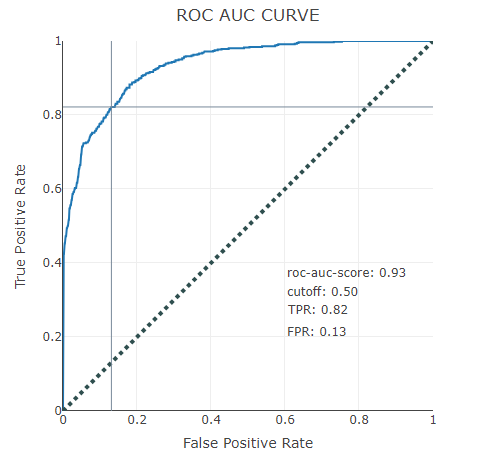 ROC AUC CURVE
1
0.8
0.6
0.4
0.2
0
True Positive Rate
roc-auc-score: 0.93
cutoff: 0.50
TPR: 0.82
FPR: 0.13
0
0.2
0.4
0.6
0.8
1
False Positive Rate